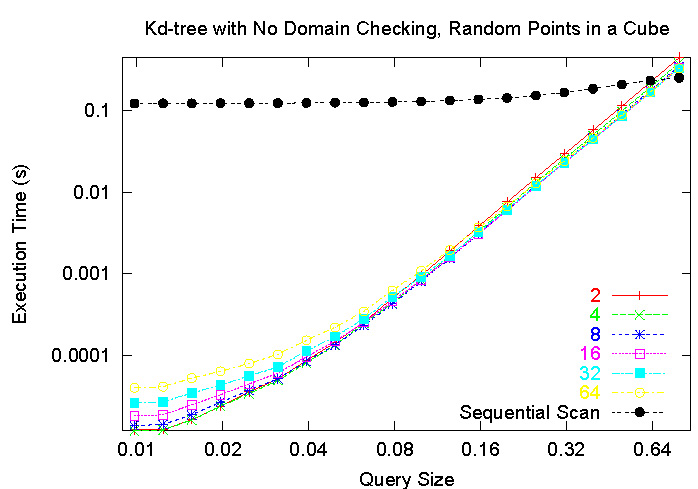 Kd-tree with No Domain Checking, Random Points in a Cube
0.1
0.01
0.001
0.0001
Execution Time (s)
2
4
8
16
32
64
Sequential Scan
0.01 0.02 0.04 0.08 0.16 0.32 0.64
Query Size